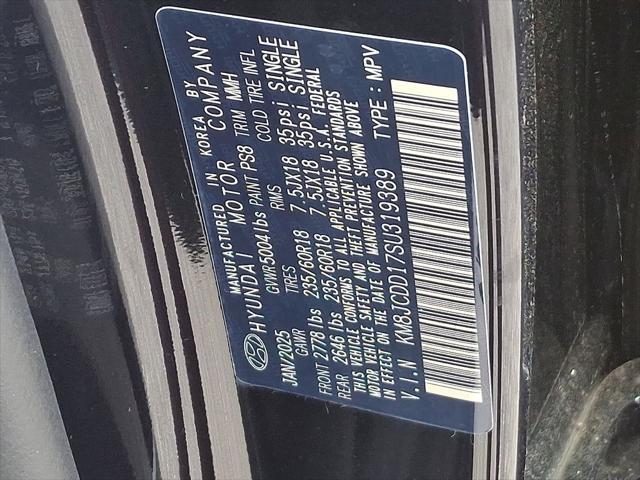 MANUFACTURED IN KOREA BY
HYUNDAI MOTOR COMPANY
JAN/2025 GVWR 5004 lbs PAINT PS8 TRIM MMH
GAWR TIRES RIMS COLD TIRE INFL
FRONT 2778 lbs 235/60R18 7.5JX18 35psi SINGLE
REAR 2646 lbs 235/60R18 7.5JX18 35psi SINGLE
THIS VEHICLE CONFORMS TO ALL APPLICABLE U.S.A. FEDERAL
MOTOR VEHICLE SAFETY AND THEFT PREVENTION STANDARDS
IN EFFECT ON THE DATE OF MANUFACTURE SHOWN ABOVE
V.I.N KM8JCDD17SU319389 TYPE : MPV